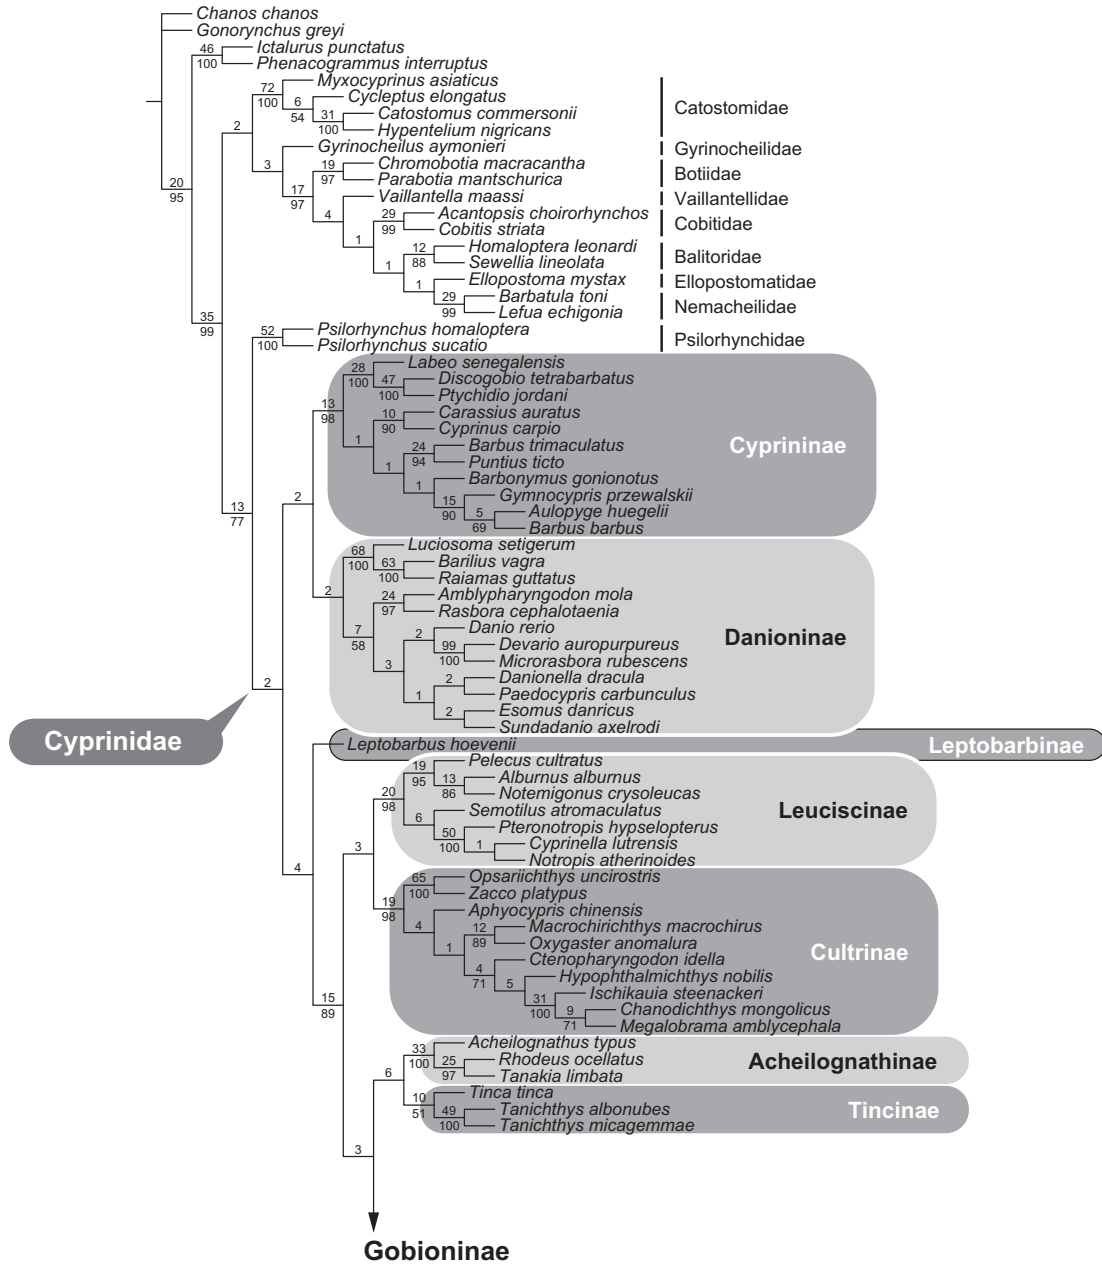 Chanos chanos
Gonorynchus greyi
46
Ictalurus punctatus
100
Phenacogrammus interruptus
72
Myxocyprinus asiaticus
100
6
Cycleptus elongatus
54
31
Catostomus commersonii
100
Hypentelium nigricans
Catostomidae
2
Gyrinocheilus aymonieri
Gyrinocheilidae
3
19
Chromobotia macracantha
97
Parabotia mantschurica
Botiidae
20
95
17
97
Vaillantella maassi
Vaillantellidae
4
29
Acantopsis choirorhynchos
99
Cobitis striata
Cobitidae
1
12
Homaloptera leonardi
88
Sewellia lineolata
Balitoridae
1
Ellopostoma mystax
Ellopostomatidae
1
29
Barbatula toni
99
Lefua echigonia
Nemacheilidae
35
99
52
Psilorhynchus homaloptera
100
Psilorhynchus sucatio
Psilorhynchidae
28
Labeo senegalensis
100
47
Discogobio tetrabarbatus
100
Ptychidio jordani
13
98
10
Carassius auratus
90
Cyprinus carpio
1
24
Barbus trimaculatus
94
Puntius ticto
Cyprininae
1
Barbonymus gonionotus
1
15
Gymnocypris przewalskii
90
5
Aulopyge huegelii
69
Barbus barbus
13
77
2
68
Luciosoma setigerum
100
63
Barilius vagra
100
Raiamas guttatus
2
24
Amblypharyngodon mola
97
Rasbora cephalotaenia
7
58
2
Danio rerio
99
Devario auropurpureus
100
Microrasbora rubescens
Danioninae
3
2
Danionella dracula
Paedocypris carbunculus
1
2
Esomus danricus
Sundadanio axelrodi
2
Cyprinidae
Leptobarbus hoevenii
Leptobarbinae
19
Pelecus cultratus
95
13
Alburnus alburnus
86
Notemigonus crysoleucas
20
98
Semotilus atromaculatus
Leuciscinae
6
50
Pteronotropis hypselopterus
100
1
Cyprinella lutrensis
Notropis atherinoides
3
4
65
Opsariichthys uncirostris
100
Zacco platypus
19
98
Aphyocypris chinensis
4
12
Macrochirichthys macrochirus
89
Oxygaster anomalura
1
Ctenopharyngodon idella
Cultrinae
4
71
5
Hypophthalmichthys nobilis
31
100
Ischikauia steenackeri
9
Chanodichthys mongolicus
71
Megalobrama amblycephala
15
89
33
Acheilognathus typus
100
25
Rhodeus ocellatus
97
Tanakia limbata
Acheilognathinae
6
10
Tinca tinca
51
49
Tanichthys albonubes
100
Tanichthys micagemmae
Tincinae
3
Gobioninae